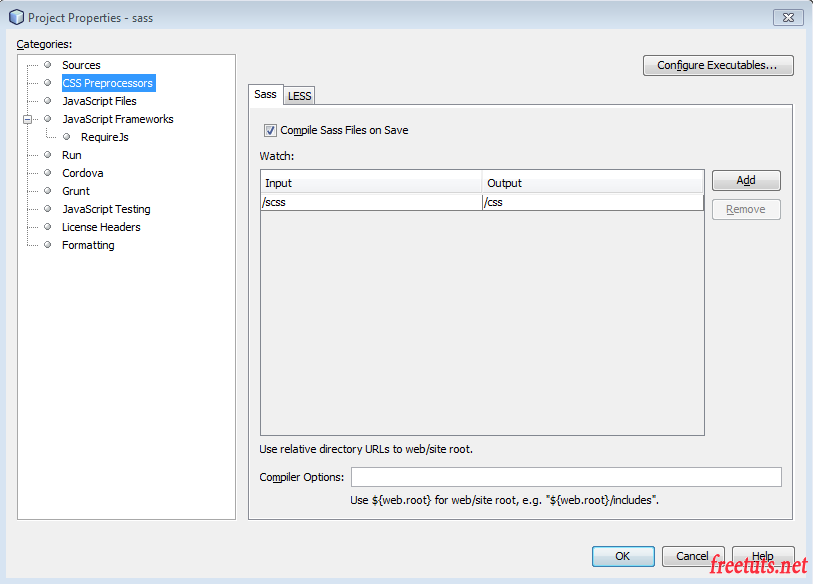 Project Properties - sass
Categories:
Sources
CSS Preprocessors
JavaScript Files
JavaScript Frameworks
RequireJs
Run
Cordova
Grunt
JavaScript Testing
License Headers
Formatting
Configure Executables...
Sass
LESS
Compile Sass Files on Save
Watch:
Input
Output
/scss
/css
Add
Remove
Use relative directory URLs to web/site root.
Compiler Options:
Use ${web.root} for web/site root, e.g. "${web.root}/includes".
OK
Cancel
Help
freetuts.net